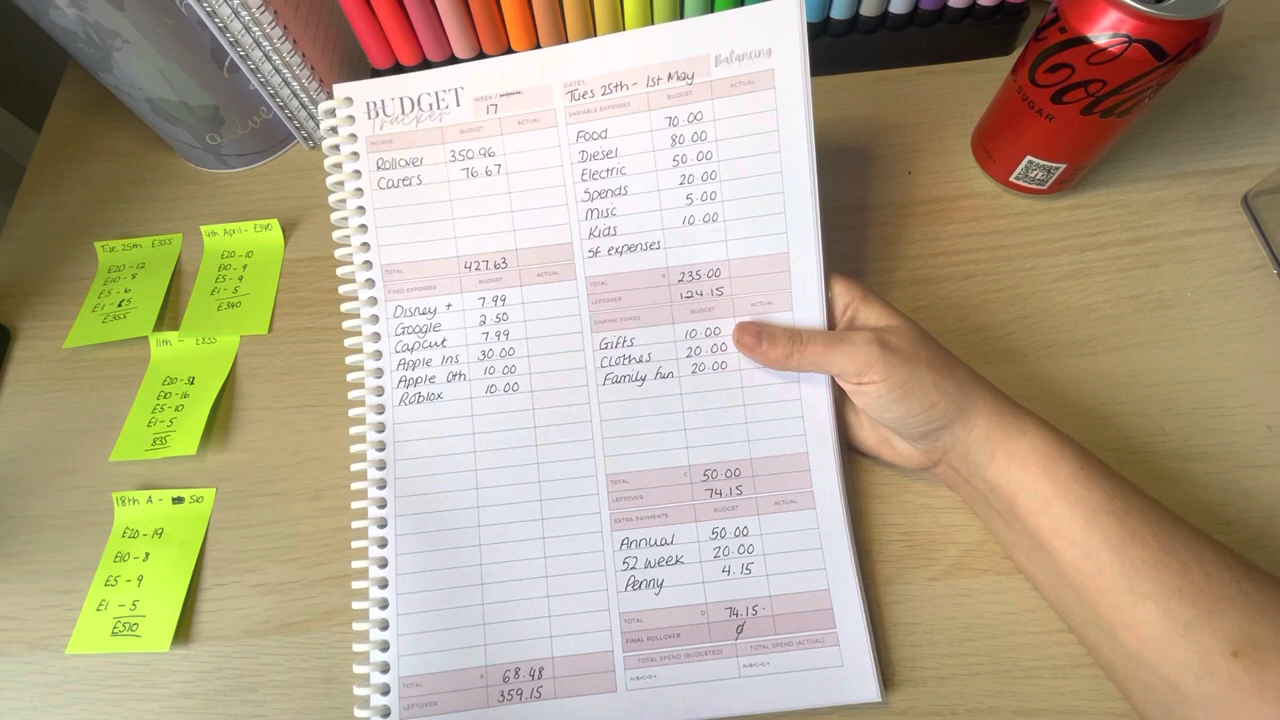 BUDGET
Tracker
WEEK /
17
INCOME
BUDGET
ACTUAL
Rollover 350.96
Carers 76.67
TOTAL 427.63
FIXED EXPENSES
BUDGET
ACTUAL
Disney + 7.99
Google 2.50
Capcut 7.99
Apple Ins 30.00
Apple Oth 10.00
Roblox 10.00
TOTAL A 68.48
LEFTOVER 359.15
DATES
Tues 25th - 1st May
Balancing
VARIABLE EXPENSES
BUDGET
ACTUAL
Food 70.00
Diesel 80.00
Electric 50.00
Spends 20.00
Misc 5.00
Kids 10.00
SF expenses
TOTAL B 235.00
LEFTOVER 124.15
SINKING FUNDS
BUDGET
ACTUAL
Gifts 10.00
Clothes 20.00
Family fun 20.00
TOTAL C 50.00
LEFTOVER 74.15
EXTRA PAYMENTS
BUDGET
ACTUAL
Annual 50.00
52 week 20.00
Penny 4.15
TOTAL D 74.15
FINAL ROLLOVER ø
TOTAL SPEND (BUDGETED)
TOTAL SPEND (ACTUAL)
A+B+C+D=
A+B+C+D=
Tue 25th £355
£20 - 12
£10 - 8
£5 - 6
£1 - 5
£355
4th April - £340
£20 - 10
£10 - 9
£5 - 9
£1 - 5
£340
11th - £835
£10 - 16
£5 - 10
£1 - 5
835
18th A - 510
£20 - 19
£10 - 8
£5 - 9
£1 - 5
£510
SUGAR